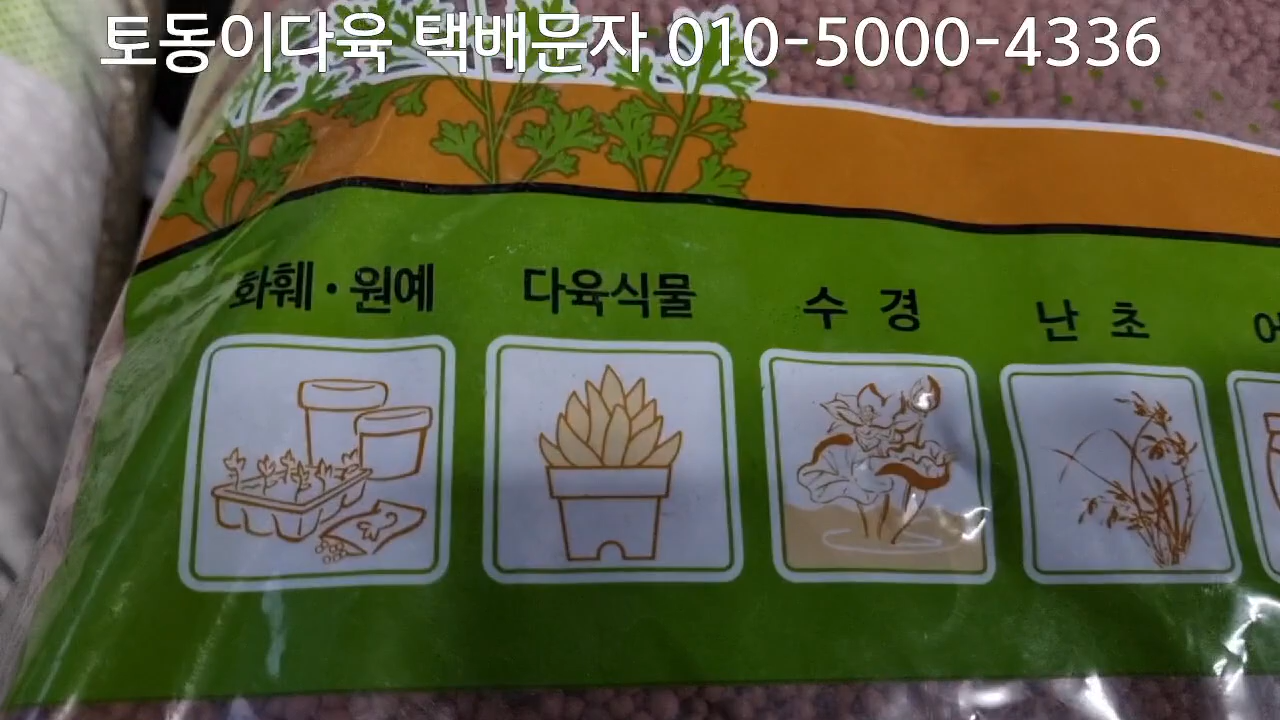 토동이다육 택배문자 010-5000-4336
화훼·원예 다육식물 수 경 난 초